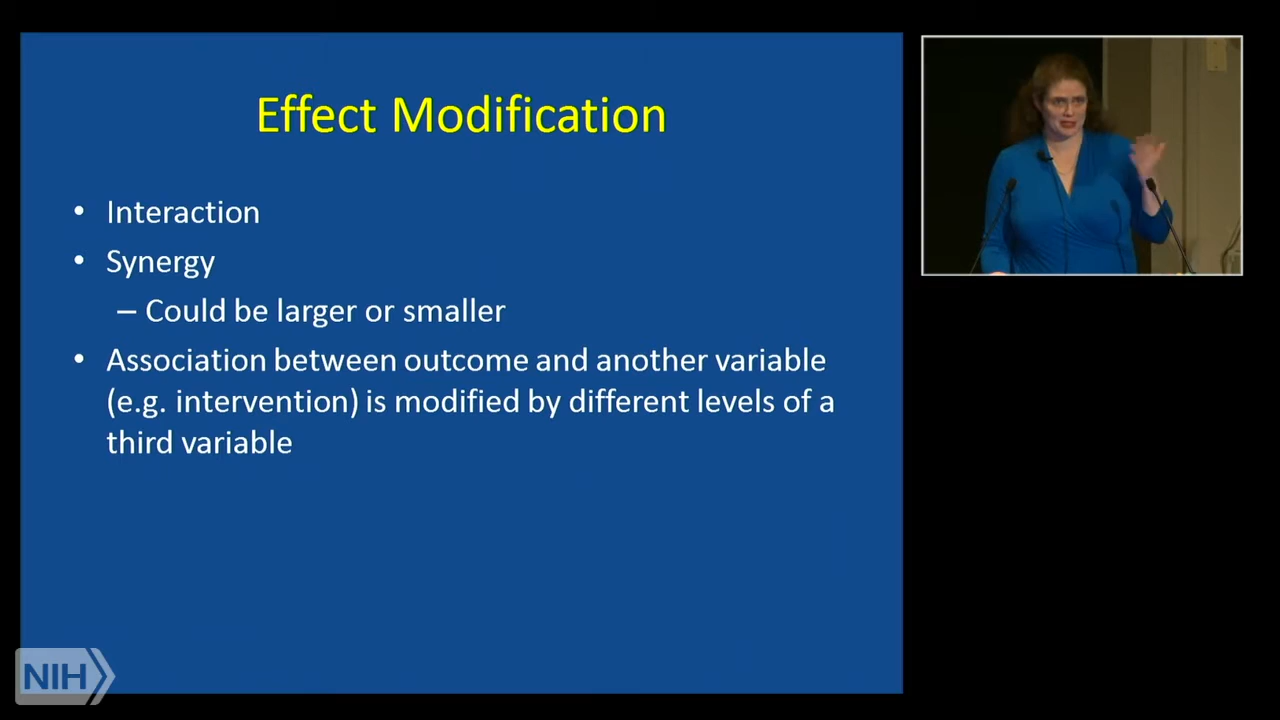 Effect Modification
• Interaction
• Synergy
– Could be larger or smaller
• Association between outcome and another variable
(e.g. intervention) is modified by different levels of a
third variable
NIH